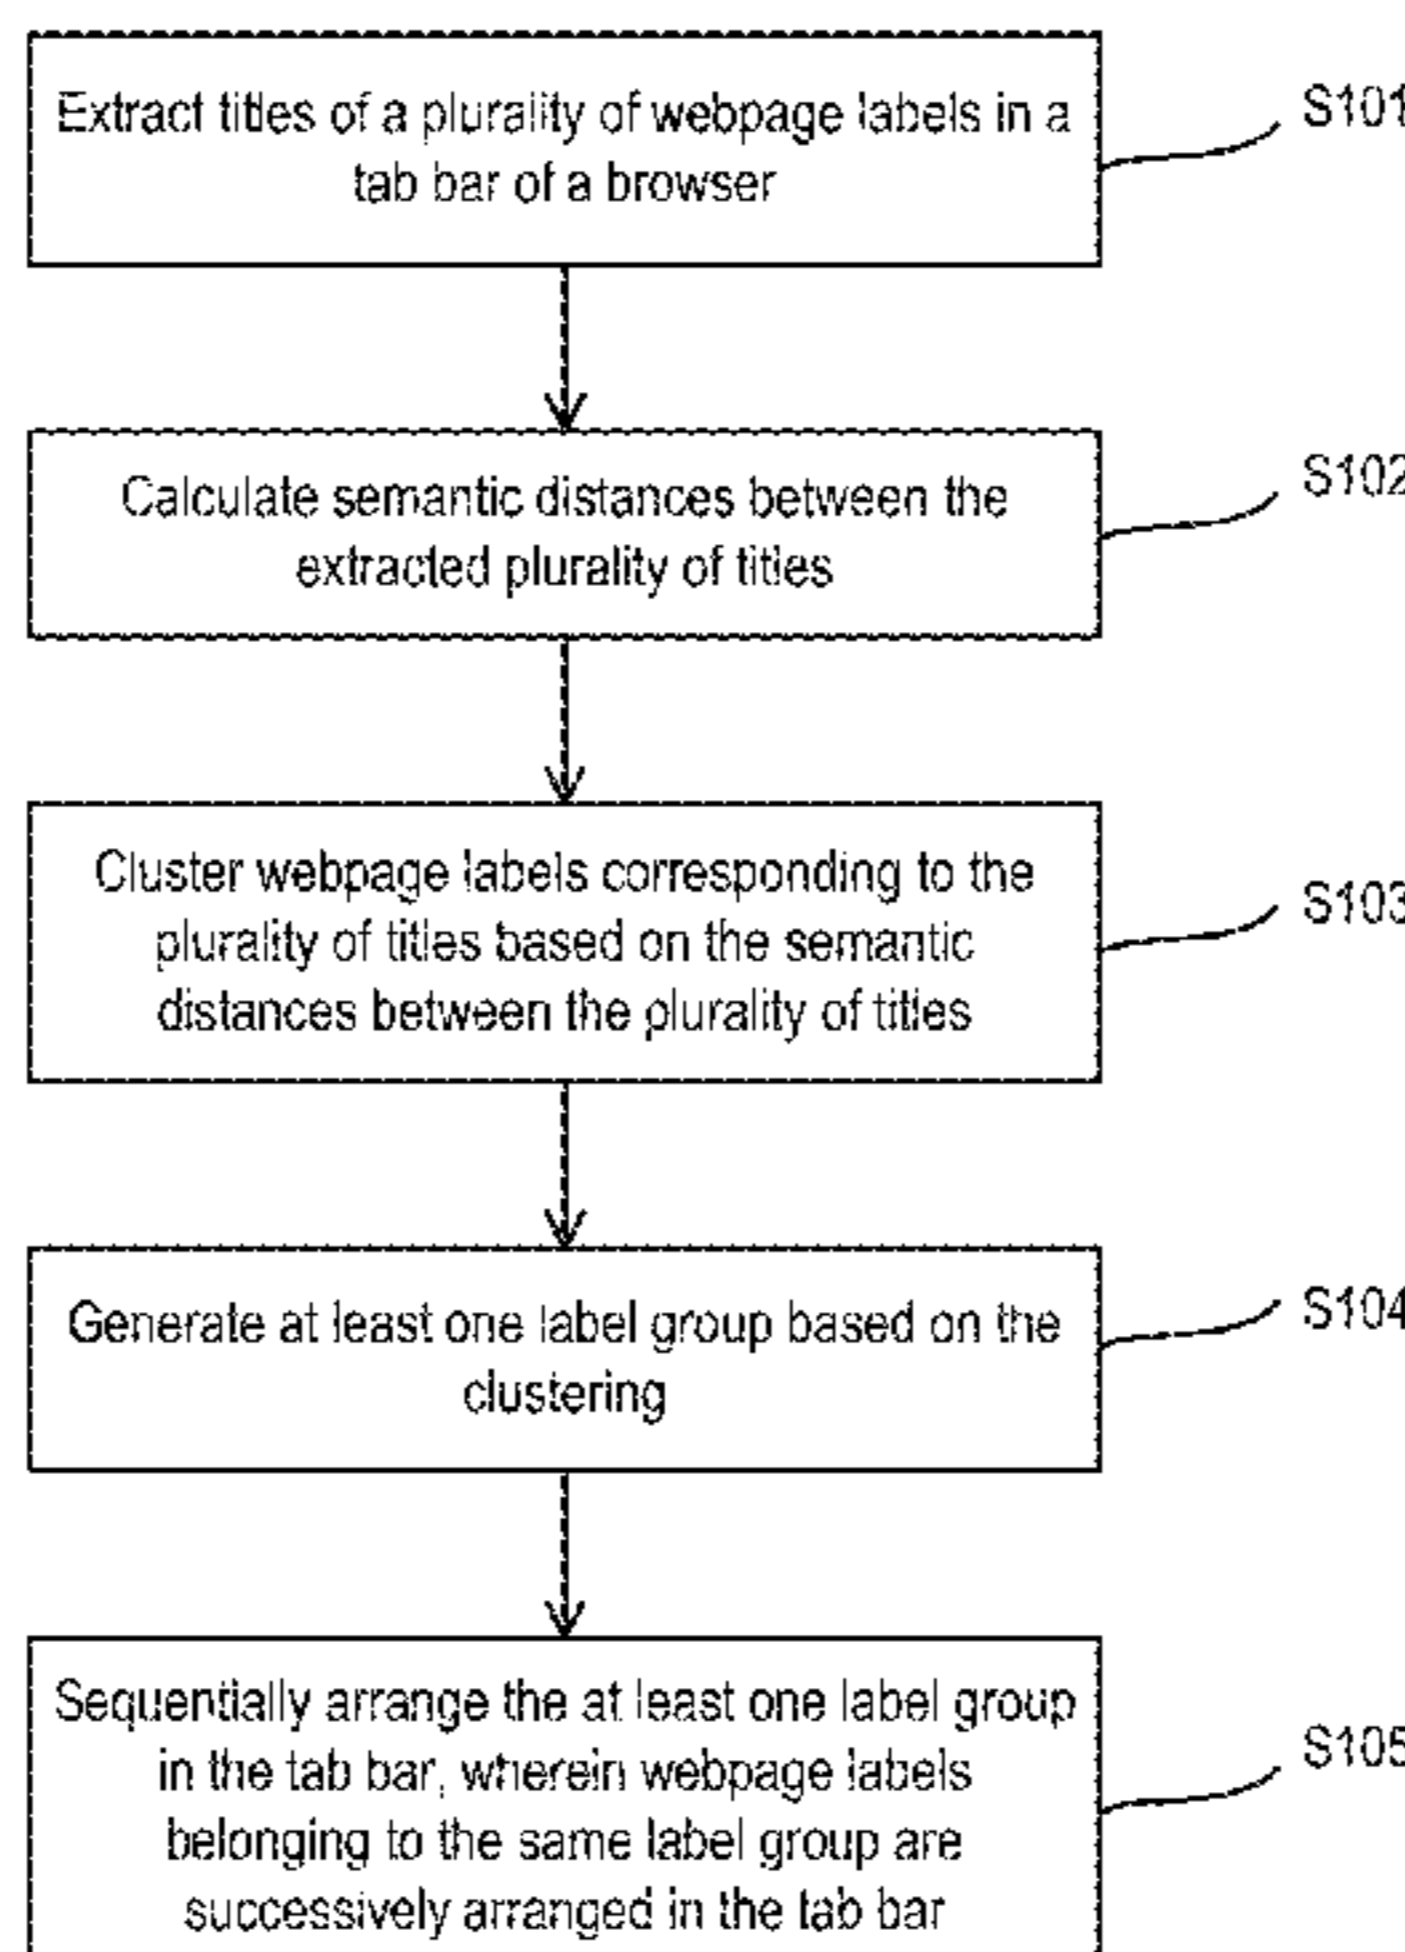 Extract titles of a plurality of webpage labels in a
tab bar of a browser
S101
Calculate semantic distances between the
extracted plurality of titles
S102
Cluster webpage labels corresponding to the
plurality of titles based on the semantic
distances between the plurality of titles
S103
Generate at least one label group based on the
clustering
S104
Sequentially arrange the at least one label group
in the tab bar, wherein webpage labels
belonging to the same label group are
successively arranged in the tab bar
S105